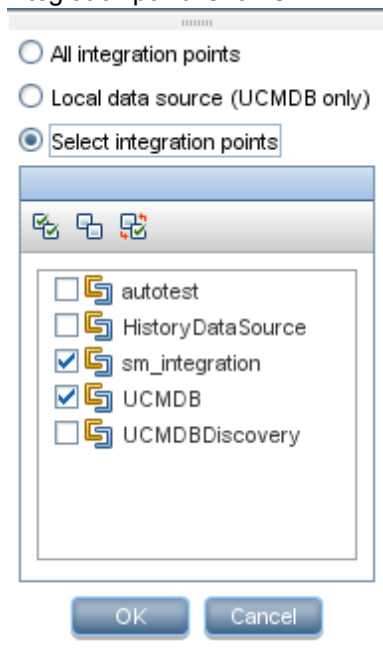 All integration points
Local data source (UCMDB only)
Select integration points
autotest
HistoryDataSource
sm_integration
UCMDB
UCMDBDiscovery
OK
Cancel